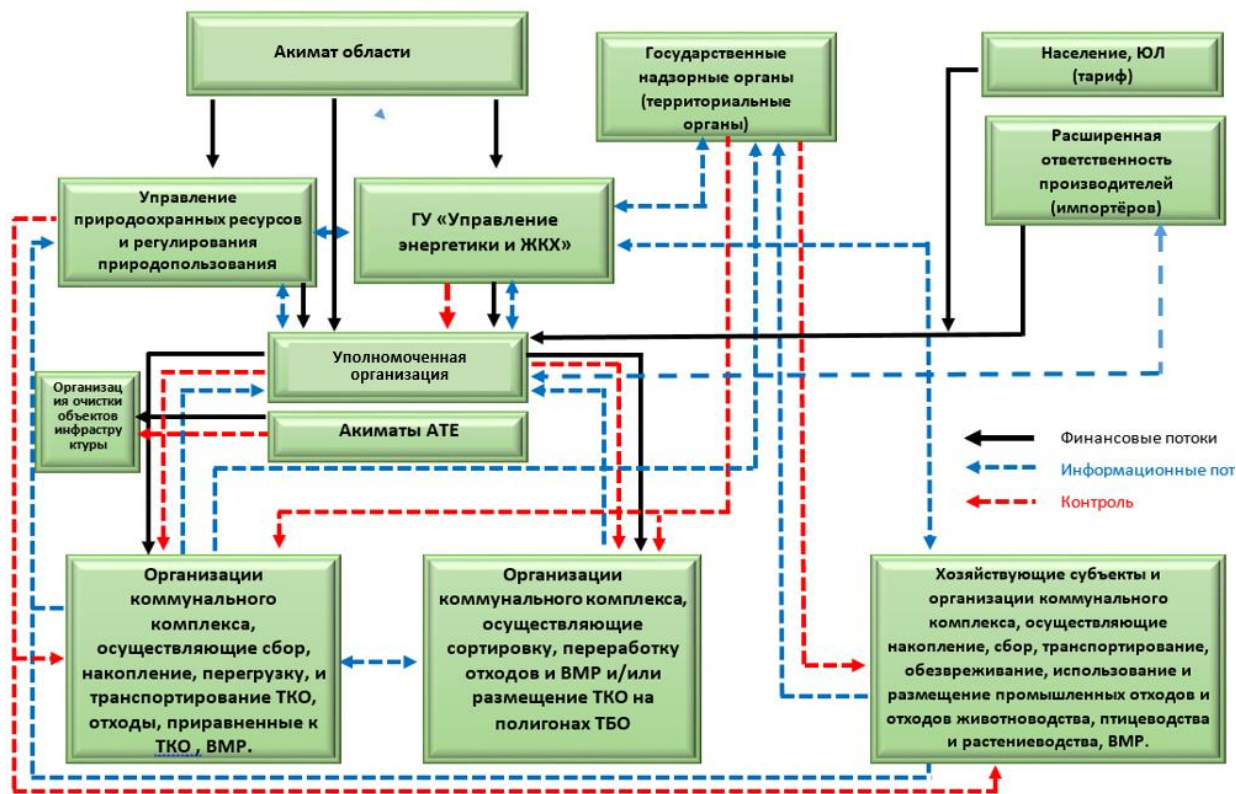 Акимат области
Государственные
надзорные органы
(территориальные
органы)
Население, ЮЛ
(тариф)
Расширенная
ответственность
производителей
(импортёров)
Управление
природоохранных ресурсов
и регулирования
природопользования
ГУ «Управление
энергетики и ЖКХ»
Уполномоченная
организация
Организац
ия очистки
объектов
инфрастру
ктуры
Акиматы АТЕ
Финансовые потоки
Информационные пот
Контроль
Организации
коммунального
комплекса,
осуществляющие сбор,
накопление, перегрузку, и
транспортирование ТКО,
отходы, приравненные к
ТКО , ВМР.
Организации
коммунального комплекса,
осуществляющие
сортировку, переработку
отходов и ВМР и/или
размещение ТКО на
полигонах ТБО
Хозяйствующие субъекты и
организации коммунального
комплекса, осуществляющие
накопление, сбор, транспортирование,
обезвреживание, использование и
размещение промышленных отходов и
отходов животноводства, птицеводства
и растениеводства, ВМР.